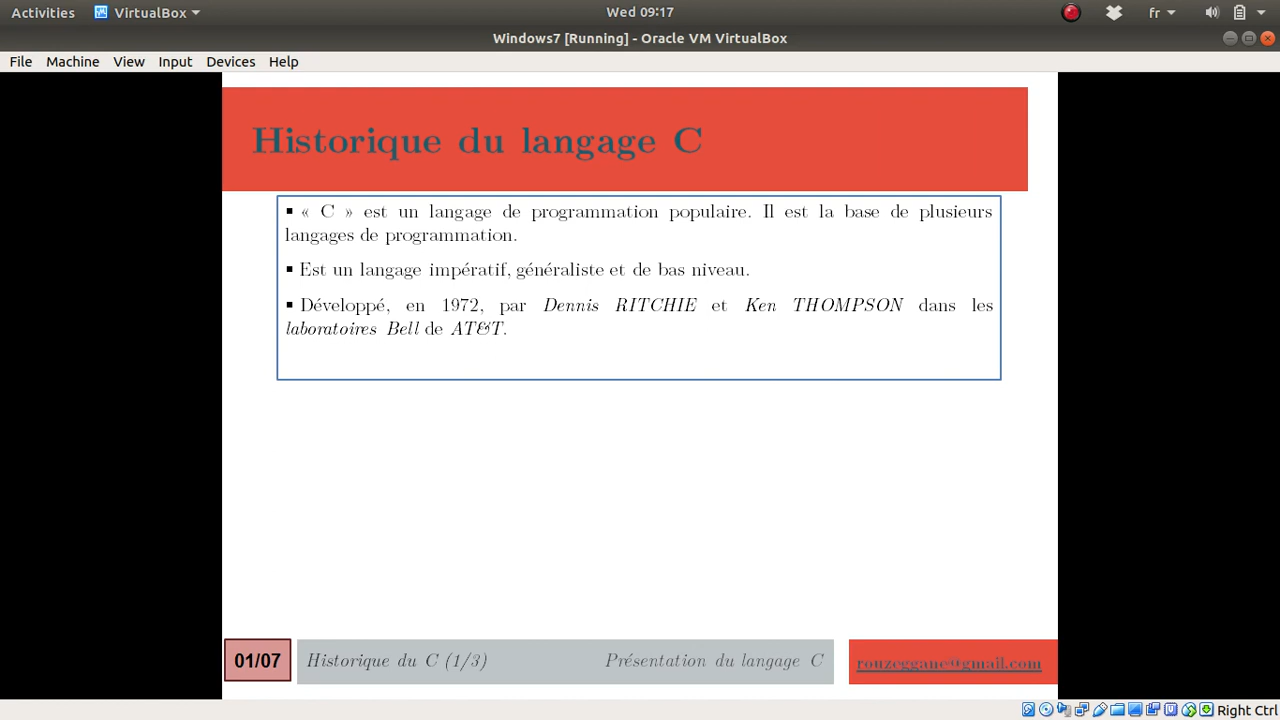 Activities VirtualBox Wed 09:17 fr
Windows7 [Running] - Oracle VM VirtualBox
File Machine View Input Devices Help
Historique du langage C
▪ « C » est un langage de programmation populaire. Il est la base de plusieurs
langages de programmation.
▪ Est un langage impératif, généraliste et de bas niveau.
▪ Développé, en 1972, par Dennis RITCHIE et Ken THOMPSON dans les
laboratoires Bell de AT&T.
01/07 Historique du C (1/3) Présentation du langage C rouzeggane@gmail.com
Right Ctrl